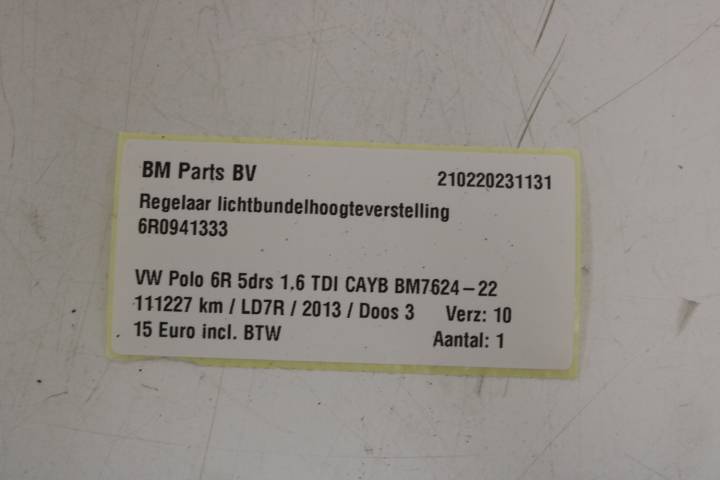 BM Parts BV 210220231131
Regelaar lichtbundelhoogteverstelling
6R0941333
VW Polo 6R 5drs 1.6 TDI CAYB BM7624-22
111227 km / LD7R / 2013 / Doos 3 Verz: 10
15 Euro incl. BTW Aantal: 1